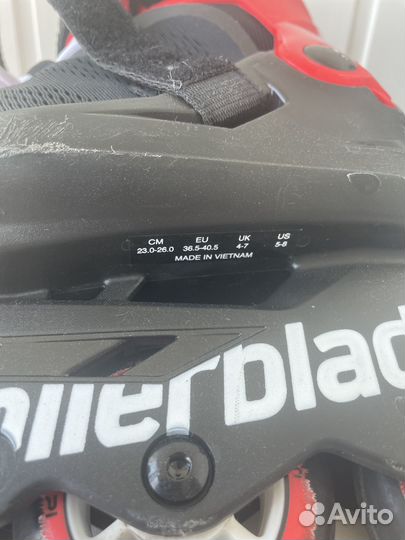 CM EU UK US
23.0-26.0 36.5-40.5 4-7 5-8
MADE IN VIETNAM
ollerblad
Avito